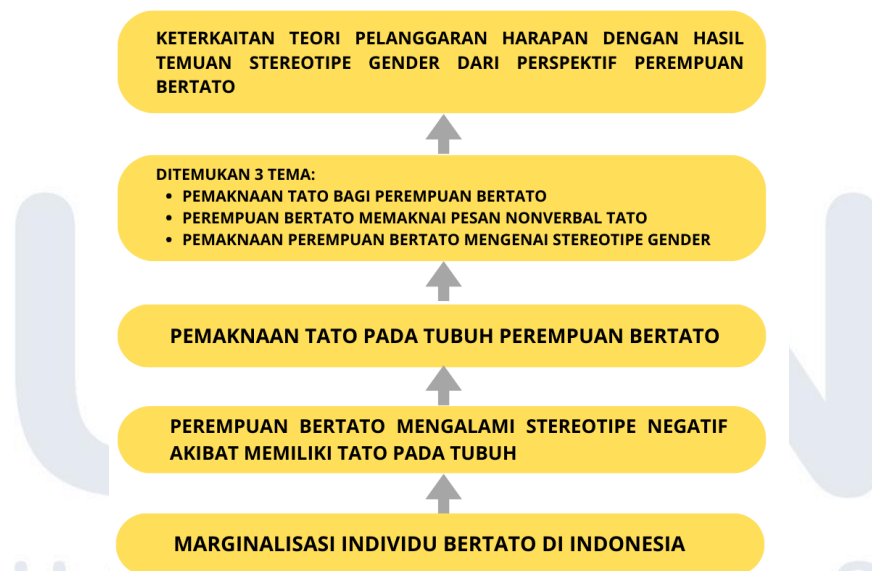 KETERKAITAN TEORI PELANGGARAN HARAPAN DENGAN HASIL
TEMUAN STEREOTIPE GENDER DARI PERSPEKTIF PEREMPUAN
BERTATO
DITEMUKAN 3 TEMA:
• PEMAKNAAN TATO BAGI PEREMPUAN BERTATO
• PEREMPUAN BERTATO MEMAKNAI PESAN NONVERBAL TATO
• PEMAKNAAN PEREMPUAN BERTATO MENGENAI STEREOTIPE GENDER
PEMAKNAAN TATO PADA TUBUH PEREMPUAN BERTATO
PEREMPUAN BERTATO MENGALAMI STEREOTIPE NEGATIF
AKIBAT MEMILIKI TATO PADA TUBUH
MARGINALISASI INDIVIDU BERTATO DI INDONESIA